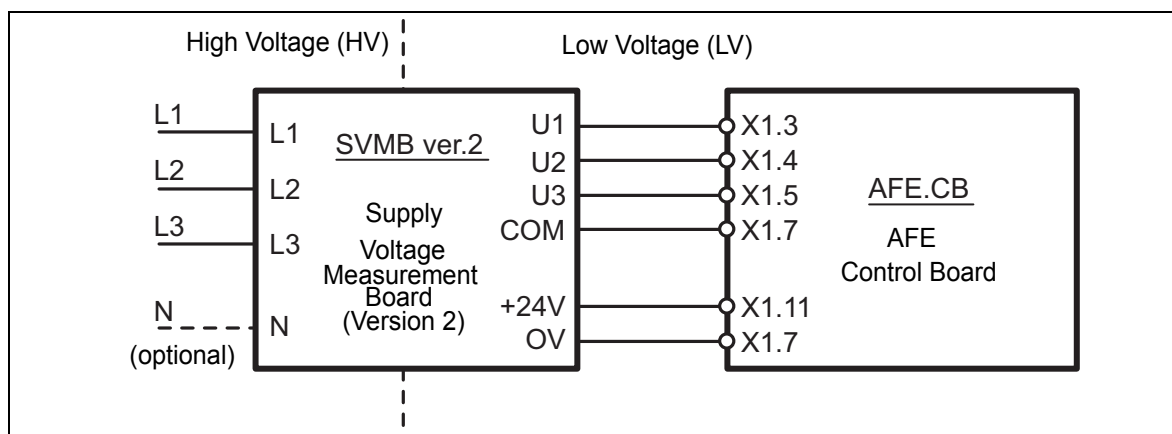 High Voltage (HV)
Low Voltage (LV)
L1
L2
L3
N
(optional)
L1
L2
L3
N
SVMB ver.2
Supply
Voltage
Measurement
Board
(Version 2)
U1
U2
U3
COM
+24V
OV
X1.3
X1.4
X1.5
X1.7
X1.11
X1.7
AFE.CB
AFE
Control Board